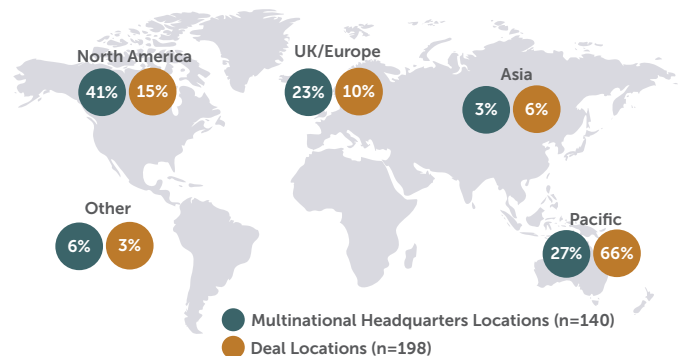 North America
41% 15%
UK/Europe
23% 10%
Asia
3% 6%
Other
6% 3%
Pacific
27% 66%
Multinational Headquarters Locations (n=140)
Deal Locations (n=198)